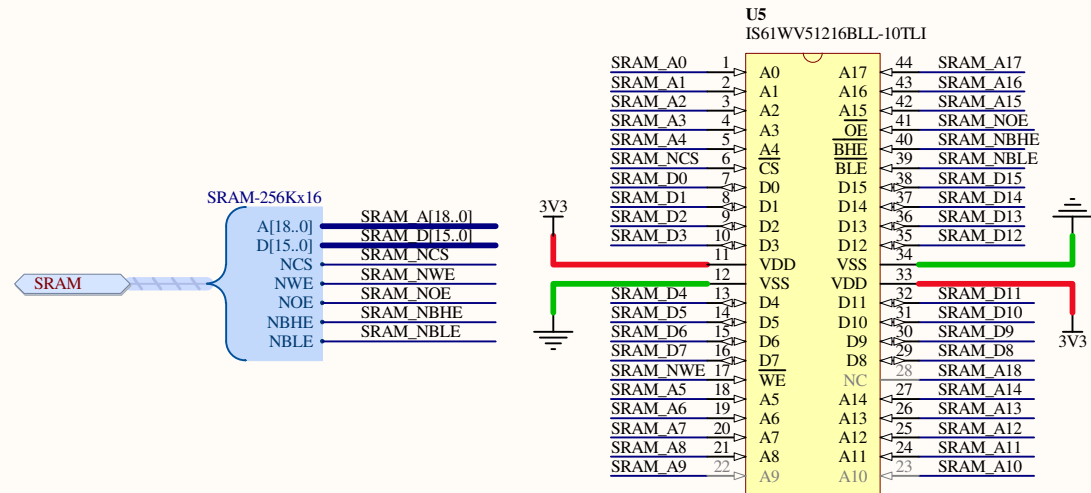 U5
IS61WV51216BLL-10TLI
SRAM-256Kx16
A[18..0] SRAM_A[18..0]
D[15..0] SRAM_D[15..0]
NCS SRAM_NCS
NWE SRAM_NWE
NOE SRAM_NOE
NBHE SRAM_NBHE
NBLE SRAM_NBLE
SRAM
SRAM_A0 1 A0 A17 44 SRAM_A17
SRAM_A1 2 A1 A16 43 SRAM_A16
SRAM_A2 3 A2 A15 42 SRAM_A15
SRAM_A3 4 A3 OE 41 SRAM_NOE
SRAM_A4 5 A4 BHE 40 SRAM_NBHE
SRAM_NCS 6 CS BLE 39 SRAM_NBLE
SRAM_D0 7 D0 D15 38 SRAM_D15
SRAM_D1 8 D1 D14 37 SRAM_D14
SRAM_D2 9 D2 D13 36 SRAM_D13
SRAM_D3 10 D3 D12 35 SRAM_D12
3V3 11 VDD VSS 34
12 VSS VDD 33 3V3
SRAM_D4 13 D4 D11 32 SRAM_D11
SRAM_D5 14 D5 D10 31 SRAM_D10
SRAM_D6 15 D6 D9 30 SRAM_D9
SRAM_D7 16 D7 D8 29 SRAM_D8
SRAM_NWE 17 WE NC 28 SRAM_A18
SRAM_A5 18 A5 A14 27 SRAM_A14
SRAM_A6 19 A6 A13 26 SRAM_A13
SRAM_A7 20 A7 A12 25 SRAM_A12
SRAM_A8 21 A8 A11 24 SRAM_A11
SRAM_A9 22 A9 A10 23 SRAM_A10